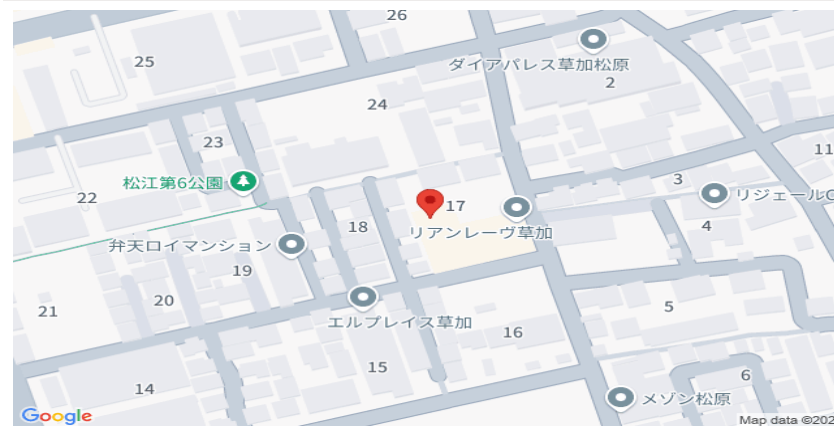 26
25
ダイアパレス草加松原
2
24
23
11
松江第6公園
22
3
リジェールC
17
4
リアンレーヴ草加
18
弁天ロイマンション
19
20
21
5
エルプレイス草加
16
15
6
14
メゾン松原
Google
Map data ©202